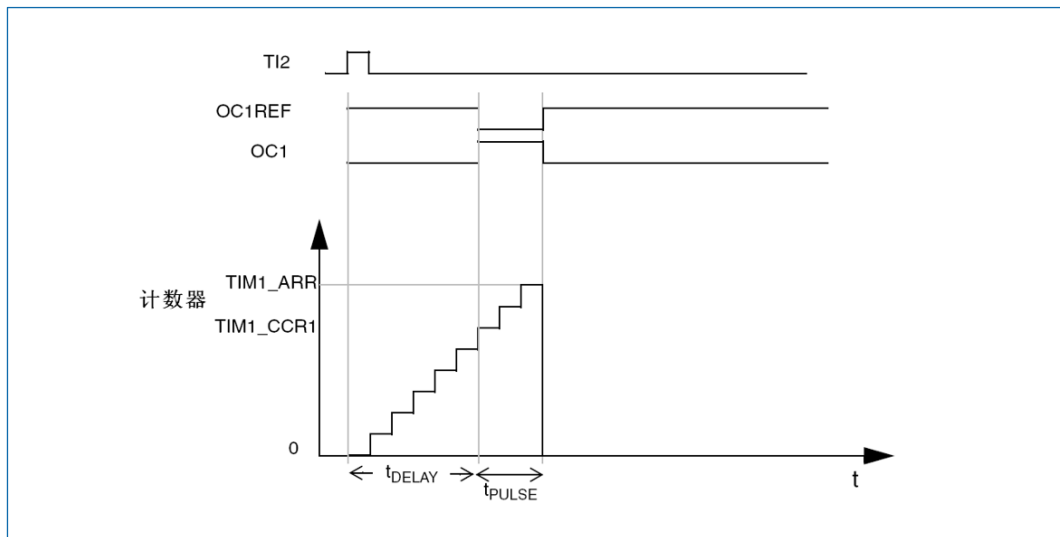 TI2
OC1REF
OC1
TIM1_ARR
计数器
TIM1_CCR1
0
tDELAY
tPULSE
t